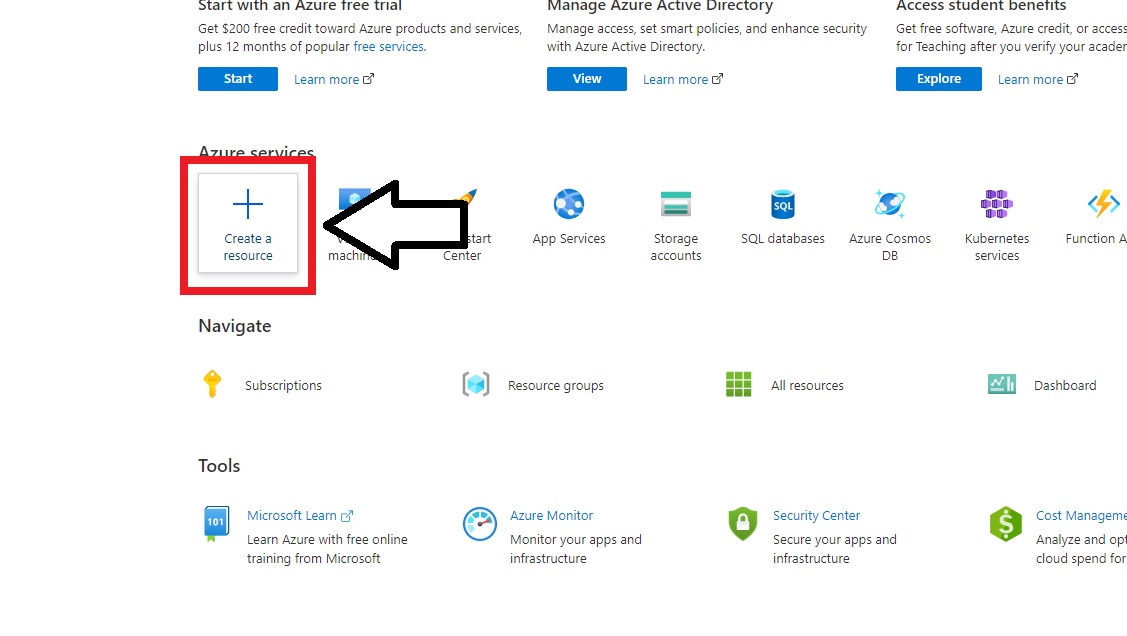 Start with an Azure free trial
Get $200 free credit toward Azure products and services,
plus 12 months of popular free services.
Start
Learn more
Manage Azure Active Directory
Manage access, set smart policies, and enhance security
with Azure Active Directory.
View
Learn more
Access student benefits
Get free software, Azure credit, or access
for Teaching after you verify your
Explore
Learn more
Azure services
Create a
resource
machin
start
Center
App Services
Storage
accounts
SQL
SQL databases
Azure Cosmos
DB
Kubernetes
services
Function A
Navigate
Subscriptions
Resource groups
All resources
Dashboard
Tools
101
Microsoft Learn
Learn Azure with free online
training from Microsoft
Azure Monitor
Monitor your apps and
infrastructure
Security Center
Secure your apps and
infrastructure
$
Cost Manageme
Analyze and opt
cloud spend for